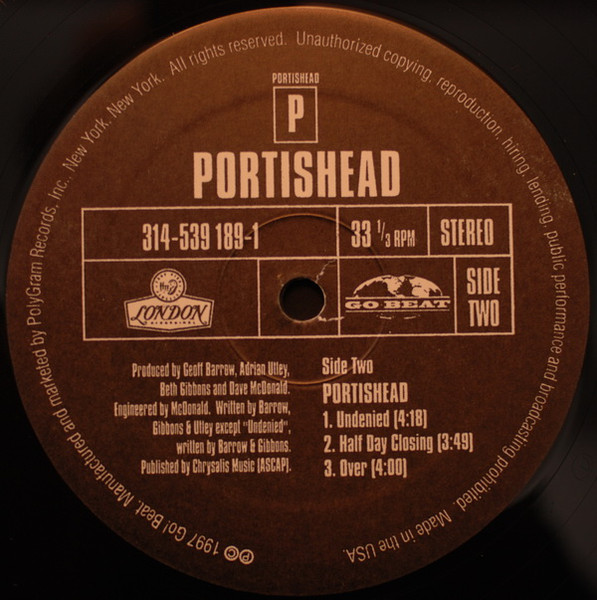 Manufactured and marketed by PolyGram Records, Inc., New York, New York. All rights reserved. Unauthorized copying, reproduction, hiring, lending, public performance and broadcasting prohibited. Made in the USA.
℗© 1997 Go! Beat.
PORTISHEAD
P
PORTISHEAD
314-539 189-1
33 1/3 RPM
STEREO
LONDON
GO BEAT
SIDE
TWO
Produced by Geoff Barrow, Adrian Utley,
Beth Gibbons and Dave McDonald.
Engineered by McDonald. Written by Barrow,
Gibbons & Utley except "Undenied",
written by Barrow & Gibbons.
Published by Chrysalis Music (ASCAP).
Side Two
PORTISHEAD
1. Undenied (4:18)
2. Half Day Closing (3:49)
3. Over (4:00)